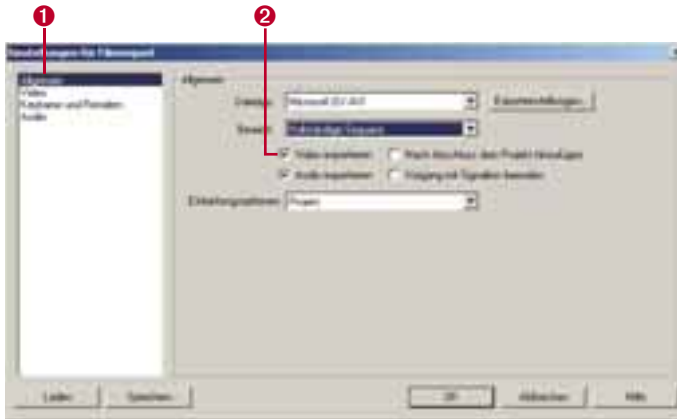 1
2
Einstellungen für Filmexport
Allgemein
Video
Keyframe und Rendern
Audio
Allgemein
Dateityp: Microsoft DV AVI
Bereich: Vollständige Sequenz
Video exportieren
Nach Abschluss dem Projekt hinzufügen
Audio exportieren
Vorgang mit Signalton beenden
Einbettungsoptionen: Projekt
Laden
Speichern
OK
Abbrechen
Hilfe